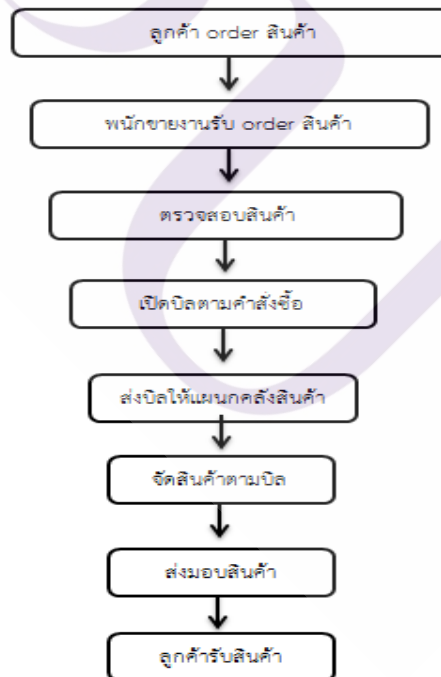 ลูกค้า order สินค้า
พนักขายงานรับ order สินค้า
ตรวจสอบสินค้า
เปิดบิลตามคำสั่งซื้อ
ส่งบิลให้แผนกคลังสินค้า
จัดสินค้าตามบิล
ส่งมอบสินค้า
ลูกค้ารับสินค้า